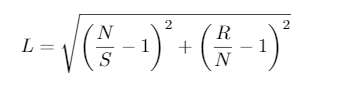 L = \sqrt{\left(\frac{N}{S} - 1\right)^2 + \left(\frac{R}{N} - 1\right)^2}